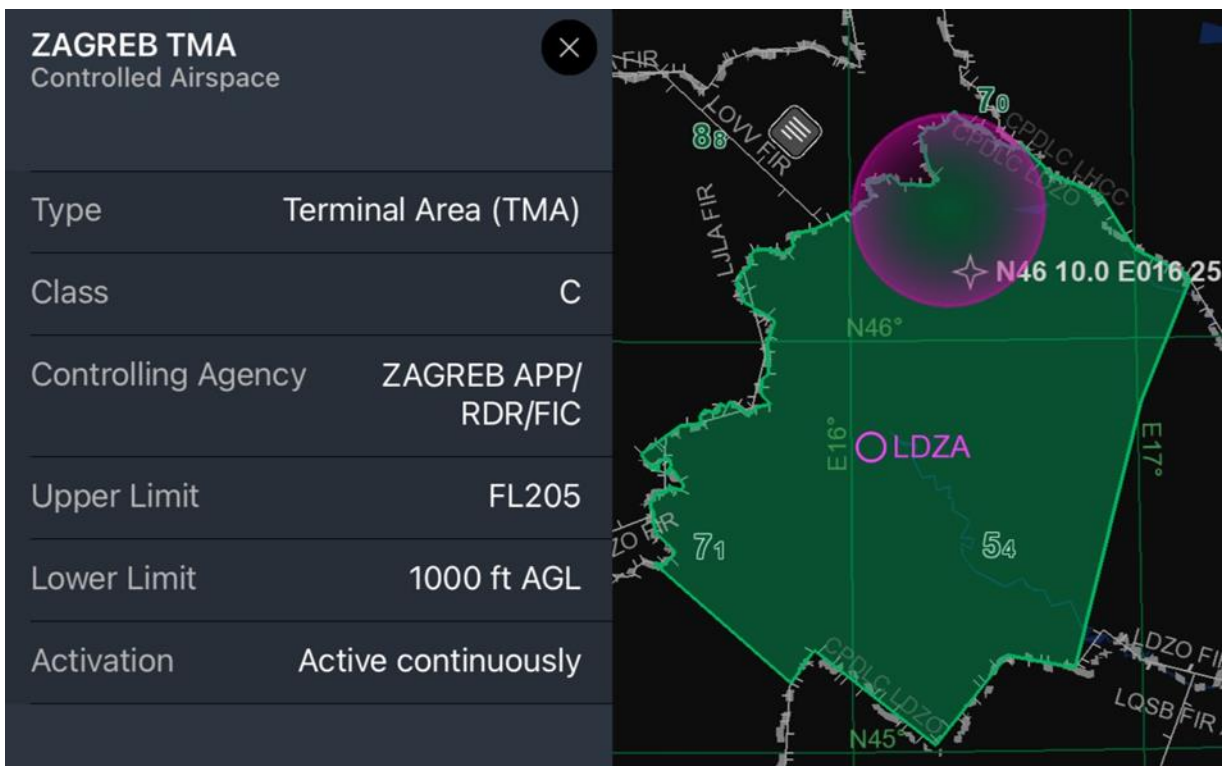 ZAGREB TMA
Controlled Airspace
Type Terminal Area (TMA)
Class C
Controlling Agency ZAGREB APP/
RDR/FIC
Upper Limit FL205
Lower Limit 1000 ft AGL
Activation Active continuously
FIR
LOVV FIR
88
70
CPDLC LHCC
CPDLC LDZO
LJLA FIR
N46 10.0 E016 25
N46°
E16°
LDZA
E17°
ZO FIR
71
54
CPDLC LDZO
LDZO FI
LQSB FIR
N45°